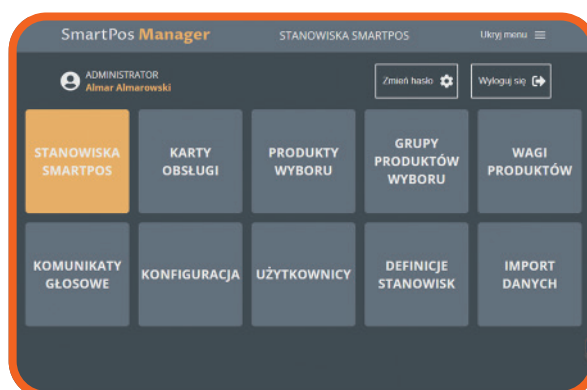 SmartPos Manager
STANOWISKA SMARTPOS
Ukryj menu
ADMINISTRATOR
Almar Almarowski
Zmień hasło
Wyloguj się
STANOWISKA
SMARTPOS
KARTY
OBSŁUGI
PRODUKTY
WYBORU
GRUPY
PRODUKTÓW
WYBORU
WAGI
PRODUKTÓW
KOMUNIKATY
GŁOSOWE
KONFIGURACJA
UŻYTKOWNICY
DEFINICJE
STANOWISK
IMPORT
DANYCH